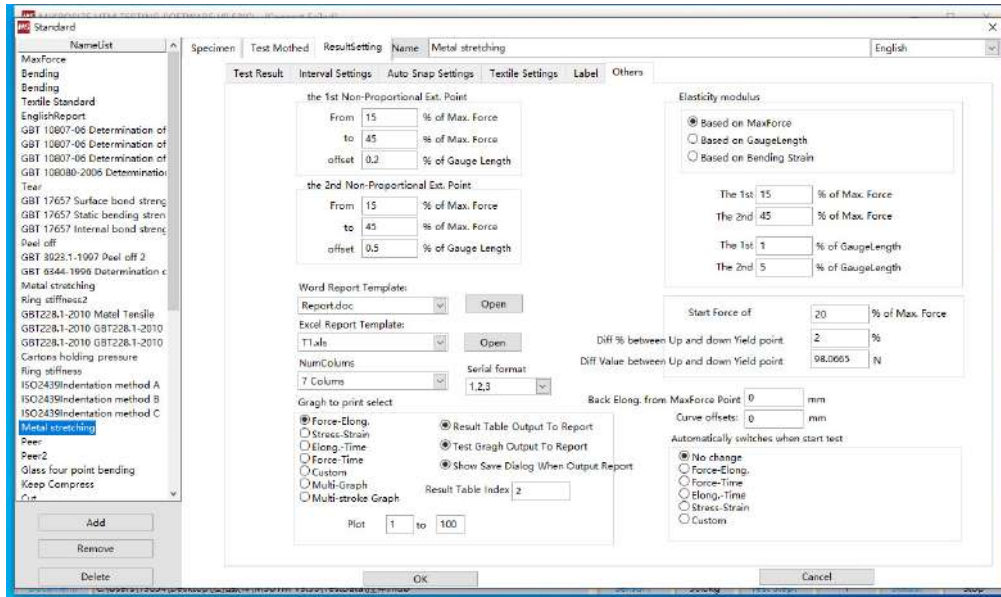 Standard
NameList
MaxForce
Bending
Bending
Textile Standard
EnglishReport
GBT 10807-06 Determination of
GBT 10807-06 Determination of
GBT 10807-06 Determination of
GBT 108080-2006 Determination
Tear
GBT 17657 Surface bond streng
GBT 17657 Static bending stren
GBT 17657 Internal bond streng
Peel off
GBT 3923.1-1997 Peel off 2
GBT 6344-1996 Determination c
Metal stretching
Ring stiffness2
GBT228.1-2010 Matel Tensile
GBT228.1-2010 GBT228.1-2010
GBT228.1-2010 GBT228.1-2010
Cartons holding pressure
Ring stiffness
ISO2439Indentation method A
ISO2439Indentation method B
ISO2439Indentation method C
Metal stretching
Peer
Peer2
Glass four point bending
Keep Compress
Cut
Add
Remove
Delete
Specimen Test Mothed ResultSetting Name Metal stretching English
Test Result Interval Settings Auto Snap Settings Textile Settings Label Others
the 1st Non-Proportional Ext. Point
From 15 % of Max. Force
to 45 % of Max. Force
offset 0.2 % of Gauge Length
the 2nd Non-Proportional Ext. Point
From 15 % of Max. Force
to 45 % of Max. Force
offset 0.5 % of Gauge Length
Word Report Template:
Report.doc Open
Excel Report Template:
T1.xls Open
NumColums
7 Colums
Serial format
1,2,3
Gragh to print select
Force-Elong.
Stress-Strain
Elong.-Time
Force-Time
Custom
Multi-Graph
Multi-stroke Graph
Result Table Output To Report
Test Gragh Output To Report
Show Save Dialog When Output Report
Result Table Index 2
Plot 1 to 100
Elasticity modulus
Based on MaxForce
Based on GaugeLength
Based on Bending Strain
The 1st 15 % of Max. Force
The 2nd 45 % of Max. Force
The 1st 1 % of GaugeLength
The 2nd 5 % of GaugeLength
Start Force of 20 % of Max. Force
Diff % between Up and down Yield point 2 %
Diff Value between Up and down Yield point 98.0665 N
Back Elong. from MaxForce Point 0 mm
Curve offsets: 0 mm
Automatically switches when start test
No change
Force-Elong.
Force-Time
Elong.-Time
Stress-Strain
Custom
OK Cancel